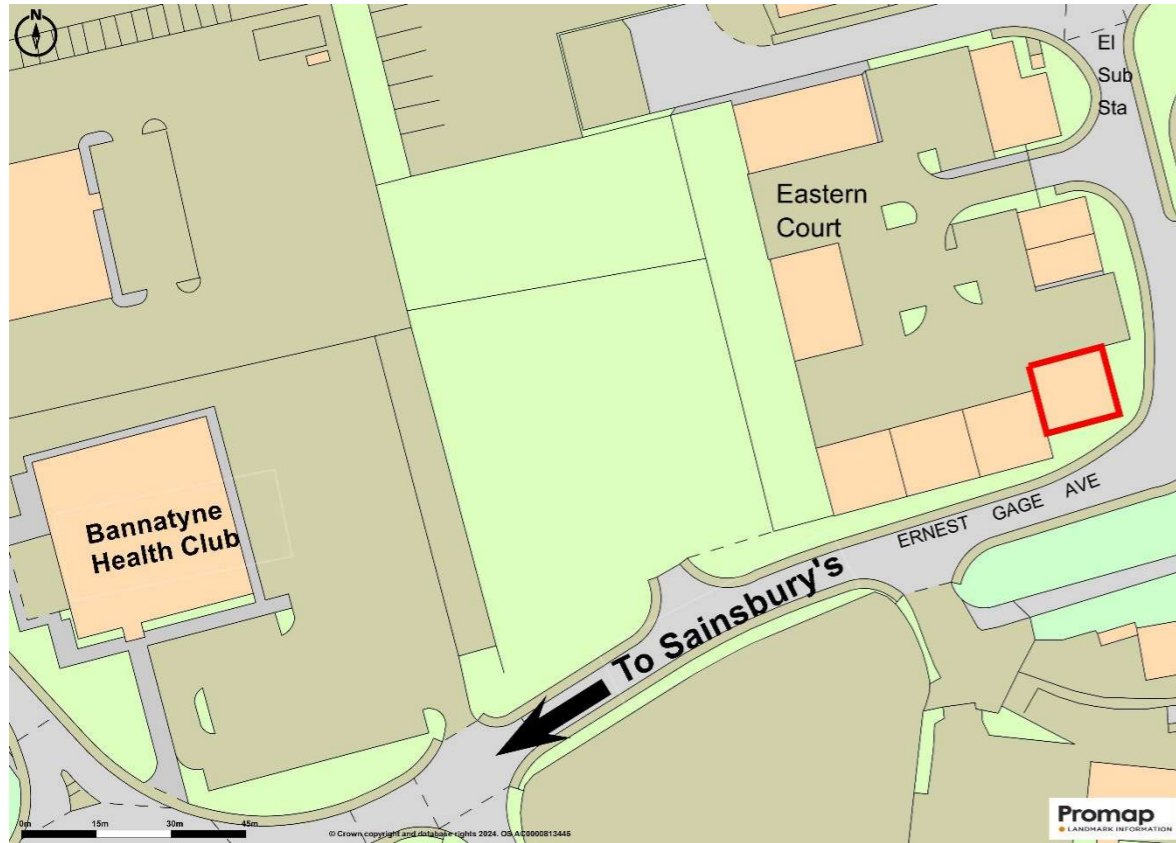 N
El
Sub
Sta
Eastern
Court
Bannatyne
Health Club
ERNEST GAGE AVE
To Sainsbury's
0m 15m 30m 45m
© Crown copyright and database rights 2024. OS AC0000813445
Promap
LANDMARK INFORMATION